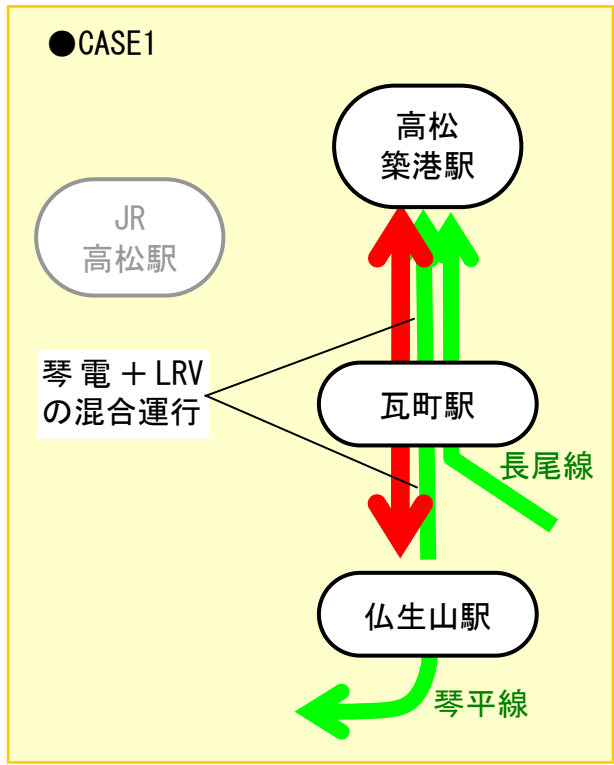 ●CASE1
高松
築港駅
JR
高松駅
琴電＋LRV
の混合運行
瓦町駅
長尾線
仏生山駅
琴平線